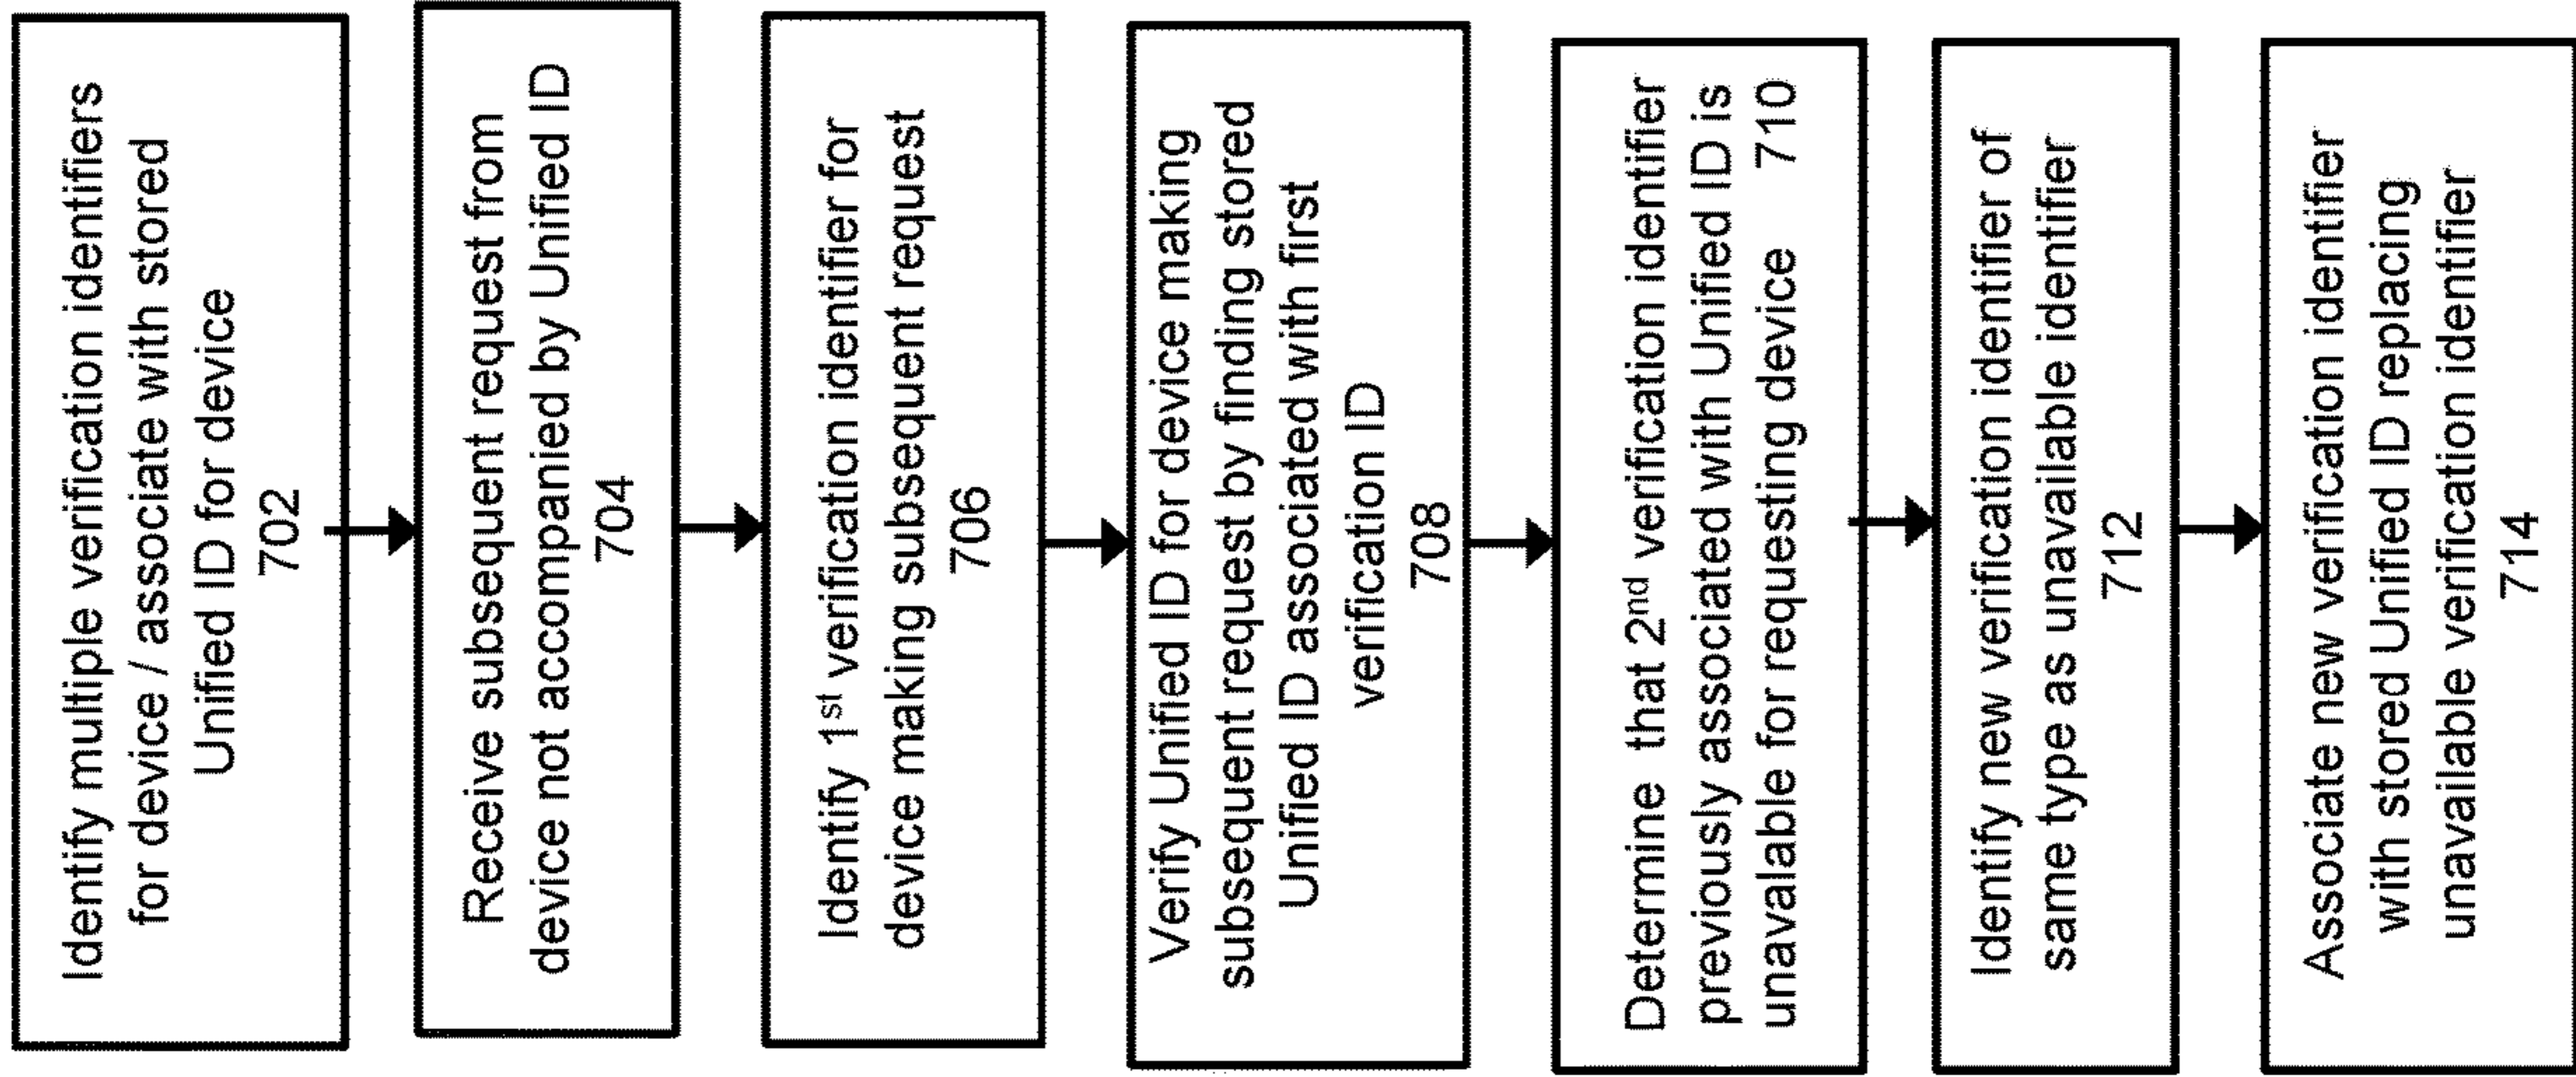 Identify multiple verification identifiers
for device / associate with stored
Unified ID for device
702
Receive subsequent request from
device not accompanied by Unified ID
704
Identify 1st verification identifier for
device making subsequent request
706
Verify Unified ID for device making
subsequent request by finding stored
Unified ID associated with first
verification ID
708
Determine that 2nd verification identifier
previously associated with Unified ID is
unavalable for requesting device 710
Identify new verification identifier of
same type as unavailable identifier
712
Associate new verification identifier
with stored Unified ID replacing
unavailable verification identifier
714